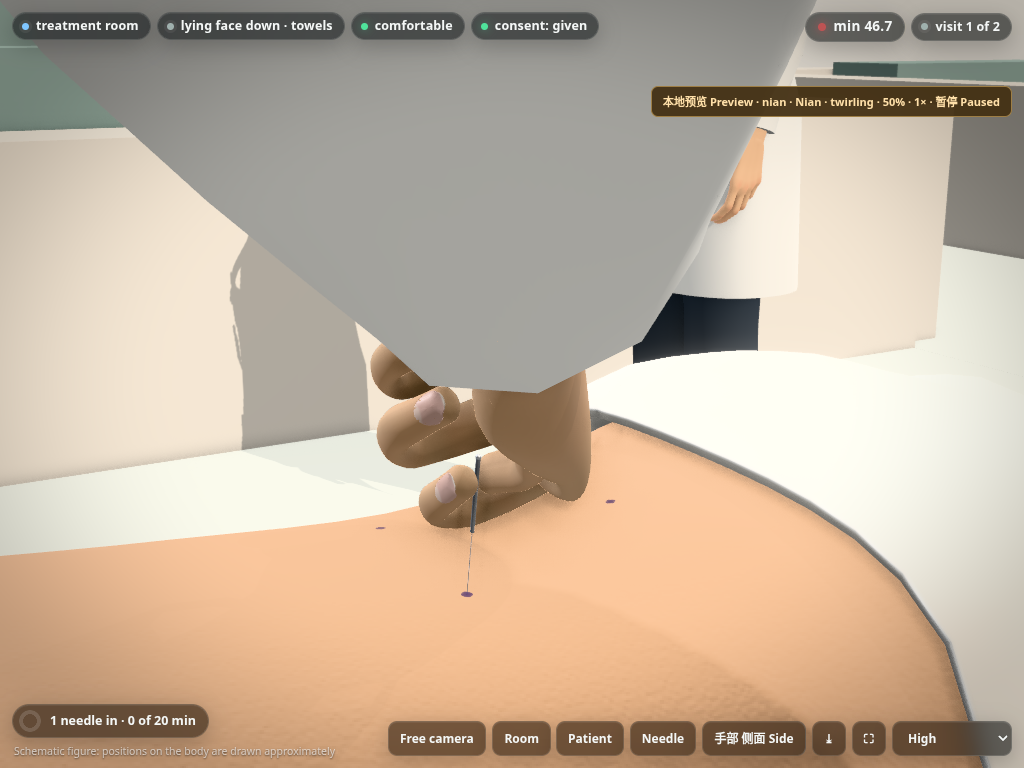 treatment room
lying face down · towels
comfortable
consent: given
min 46.7
visit 1 of 2
本地预览 Preview · nian · Nian · twirling · 50% · 1× · 暂停 Paused
1 needle in · 0 of 20 min
Schematic figure: positions on the body are drawn approximately
Free camera
Room
Patient
Needle
手部 侧面 Side
High